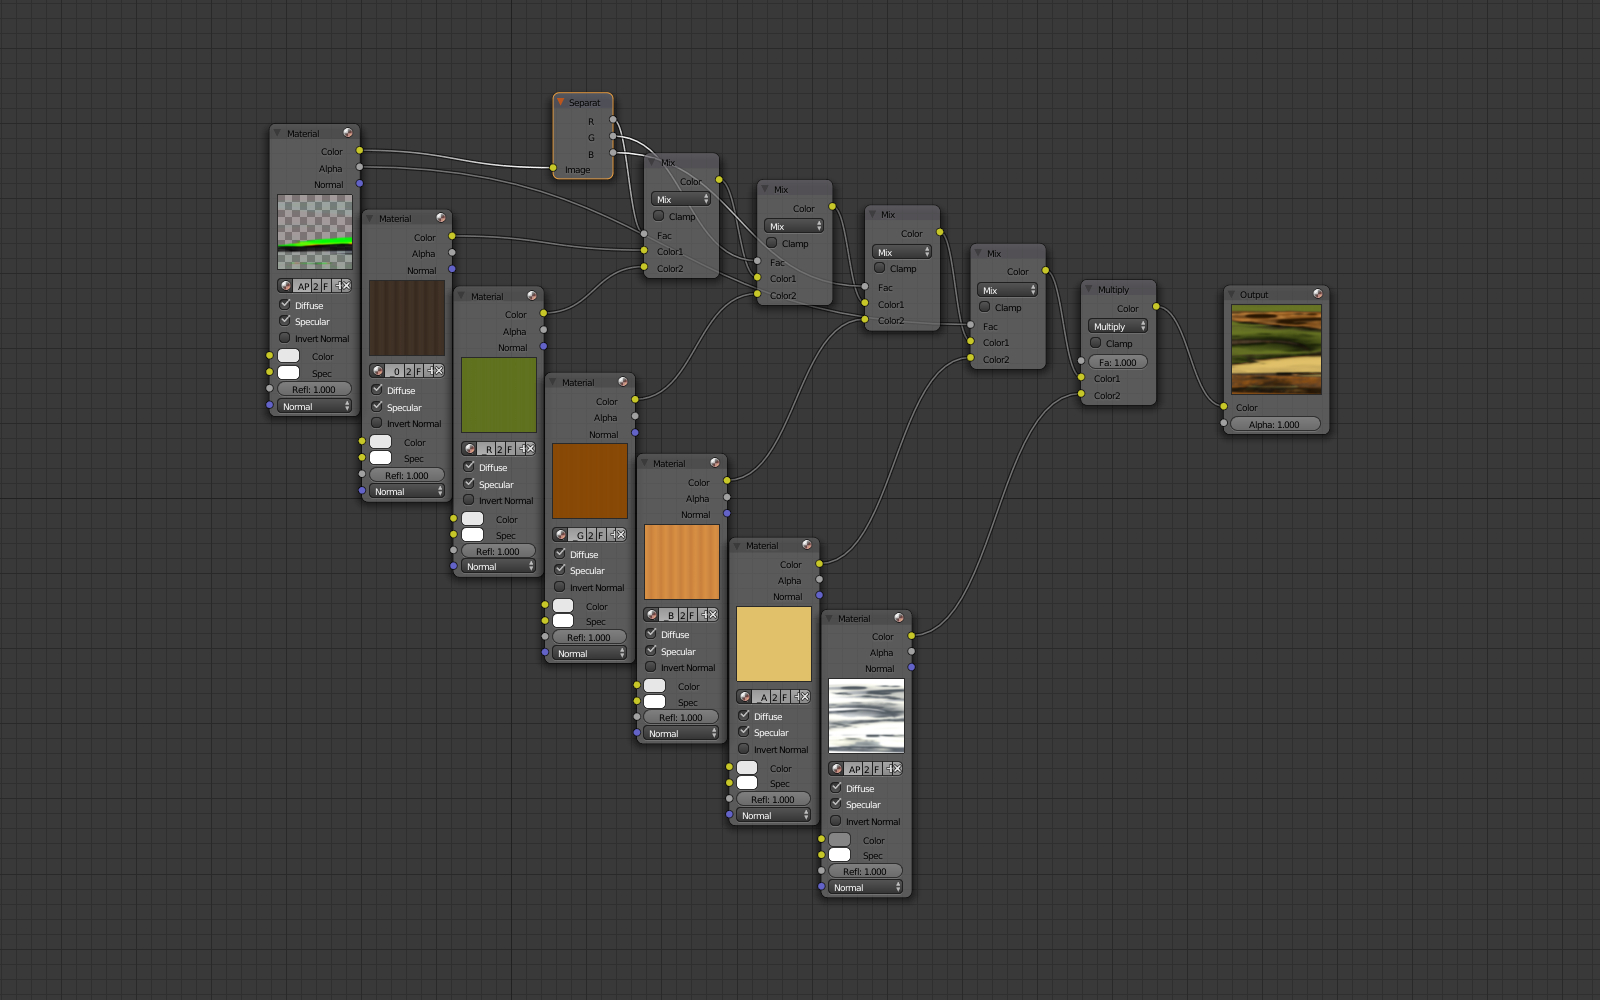 Separat
R
G
B
Image
Material
Color
Alpha
Normal
AP 2 F
Diffuse
Specular
Invert Normal
Color
Spec
Refl: 1.000
Normal
Material
Color
Alpha
Normal
_0 2 F
Diffuse
Specular
Invert Normal
Color
Spec
Refl: 1.000
Normal
Material
Color
Alpha
Normal
_R 2 F
Diffuse
Specular
Invert Normal
Color
Spec
Refl: 1.000
Normal
Material
Color
Alpha
Normal
_G 2 F
Diffuse
Specular
Invert Normal
Color
Spec
Refl: 1.000
Normal
Material
Color
Alpha
Normal
_B 2 F
Diffuse
Specular
Invert Normal
Color
Spec
Refl: 1.000
Normal
Material
Color
Alpha
Normal
_A 2 F
Diffuse
Specular
Invert Normal
Color
Spec
Refl: 1.000
Normal
Material
Color
Alpha
Normal
AP 2 F
Diffuse
Specular
Invert Normal
Color
Spec
Refl: 1.000
Normal
Mix
Color
Mix
Clamp
Fac
Color1
Color2
Mix
Color
Mix
Clamp
Fac
Color1
Color2
Mix
Color
Mix
Clamp
Fac
Color1
Color2
Mix
Color
Mix
Clamp
Fac
Color1
Color2
Multiply
Color
Multiply
Clamp
Fa: 1.000
Color1
Color2
Output
Color
Alpha: 1.000